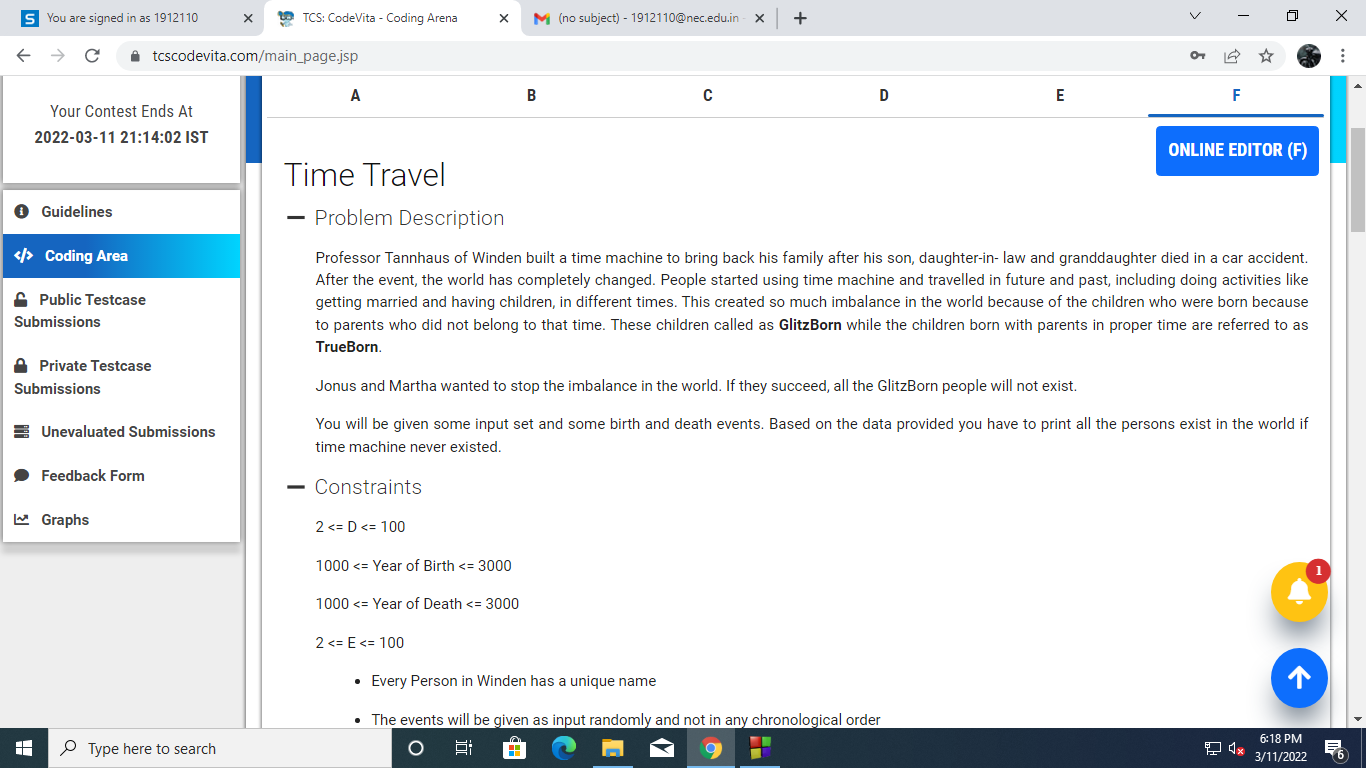 You are signed in as 1912110
TCS: CodeVita - Coding Arena
(no subject) - 1912110@nec.edu.in -
tcscodevita.com/main_page.jsp
Your Contest Ends At
2022-03-11 21:14:02 IST
Guidelines
Coding Area
Public Testcase
Submissions
Private Testcase
Submissions
Unevaluated Submissions
Feedback Form
Graphs
A B C D E F
ONLINE EDITOR (F)
Time Travel
Problem Description
Professor Tannhaus of Winden built a time machine to bring back his family after his son, daughter-in- law and granddaughter died in a car accident.
After the event, the world has completely changed. People started using time machine and travelled in future and past, including doing activities like
getting married and having children, in different times. This created so much imbalance in the world because of the children who were born because
to parents who did not belong to that time. These children called as GlitzBorn while the children born with parents in proper time are referred to as
TrueBorn.
Jonus and Martha wanted to stop the imbalance in the world. If they succeed, all the GlitzBorn people will not exist.
You will be given some input set and some birth and death events. Based on the data provided you have to print all the persons exist in the world if
time machine never existed.
Constraints
2 <= D <= 100
1000 <= Year of Birth <= 3000
1000 <= Year of Death <= 3000
2 <= E <= 100
• Every Person in Winden has a unique name
• The events will be given as input randomly and not in any chronological order
1
Type here to search
6:18 PM
3/11/2022
6